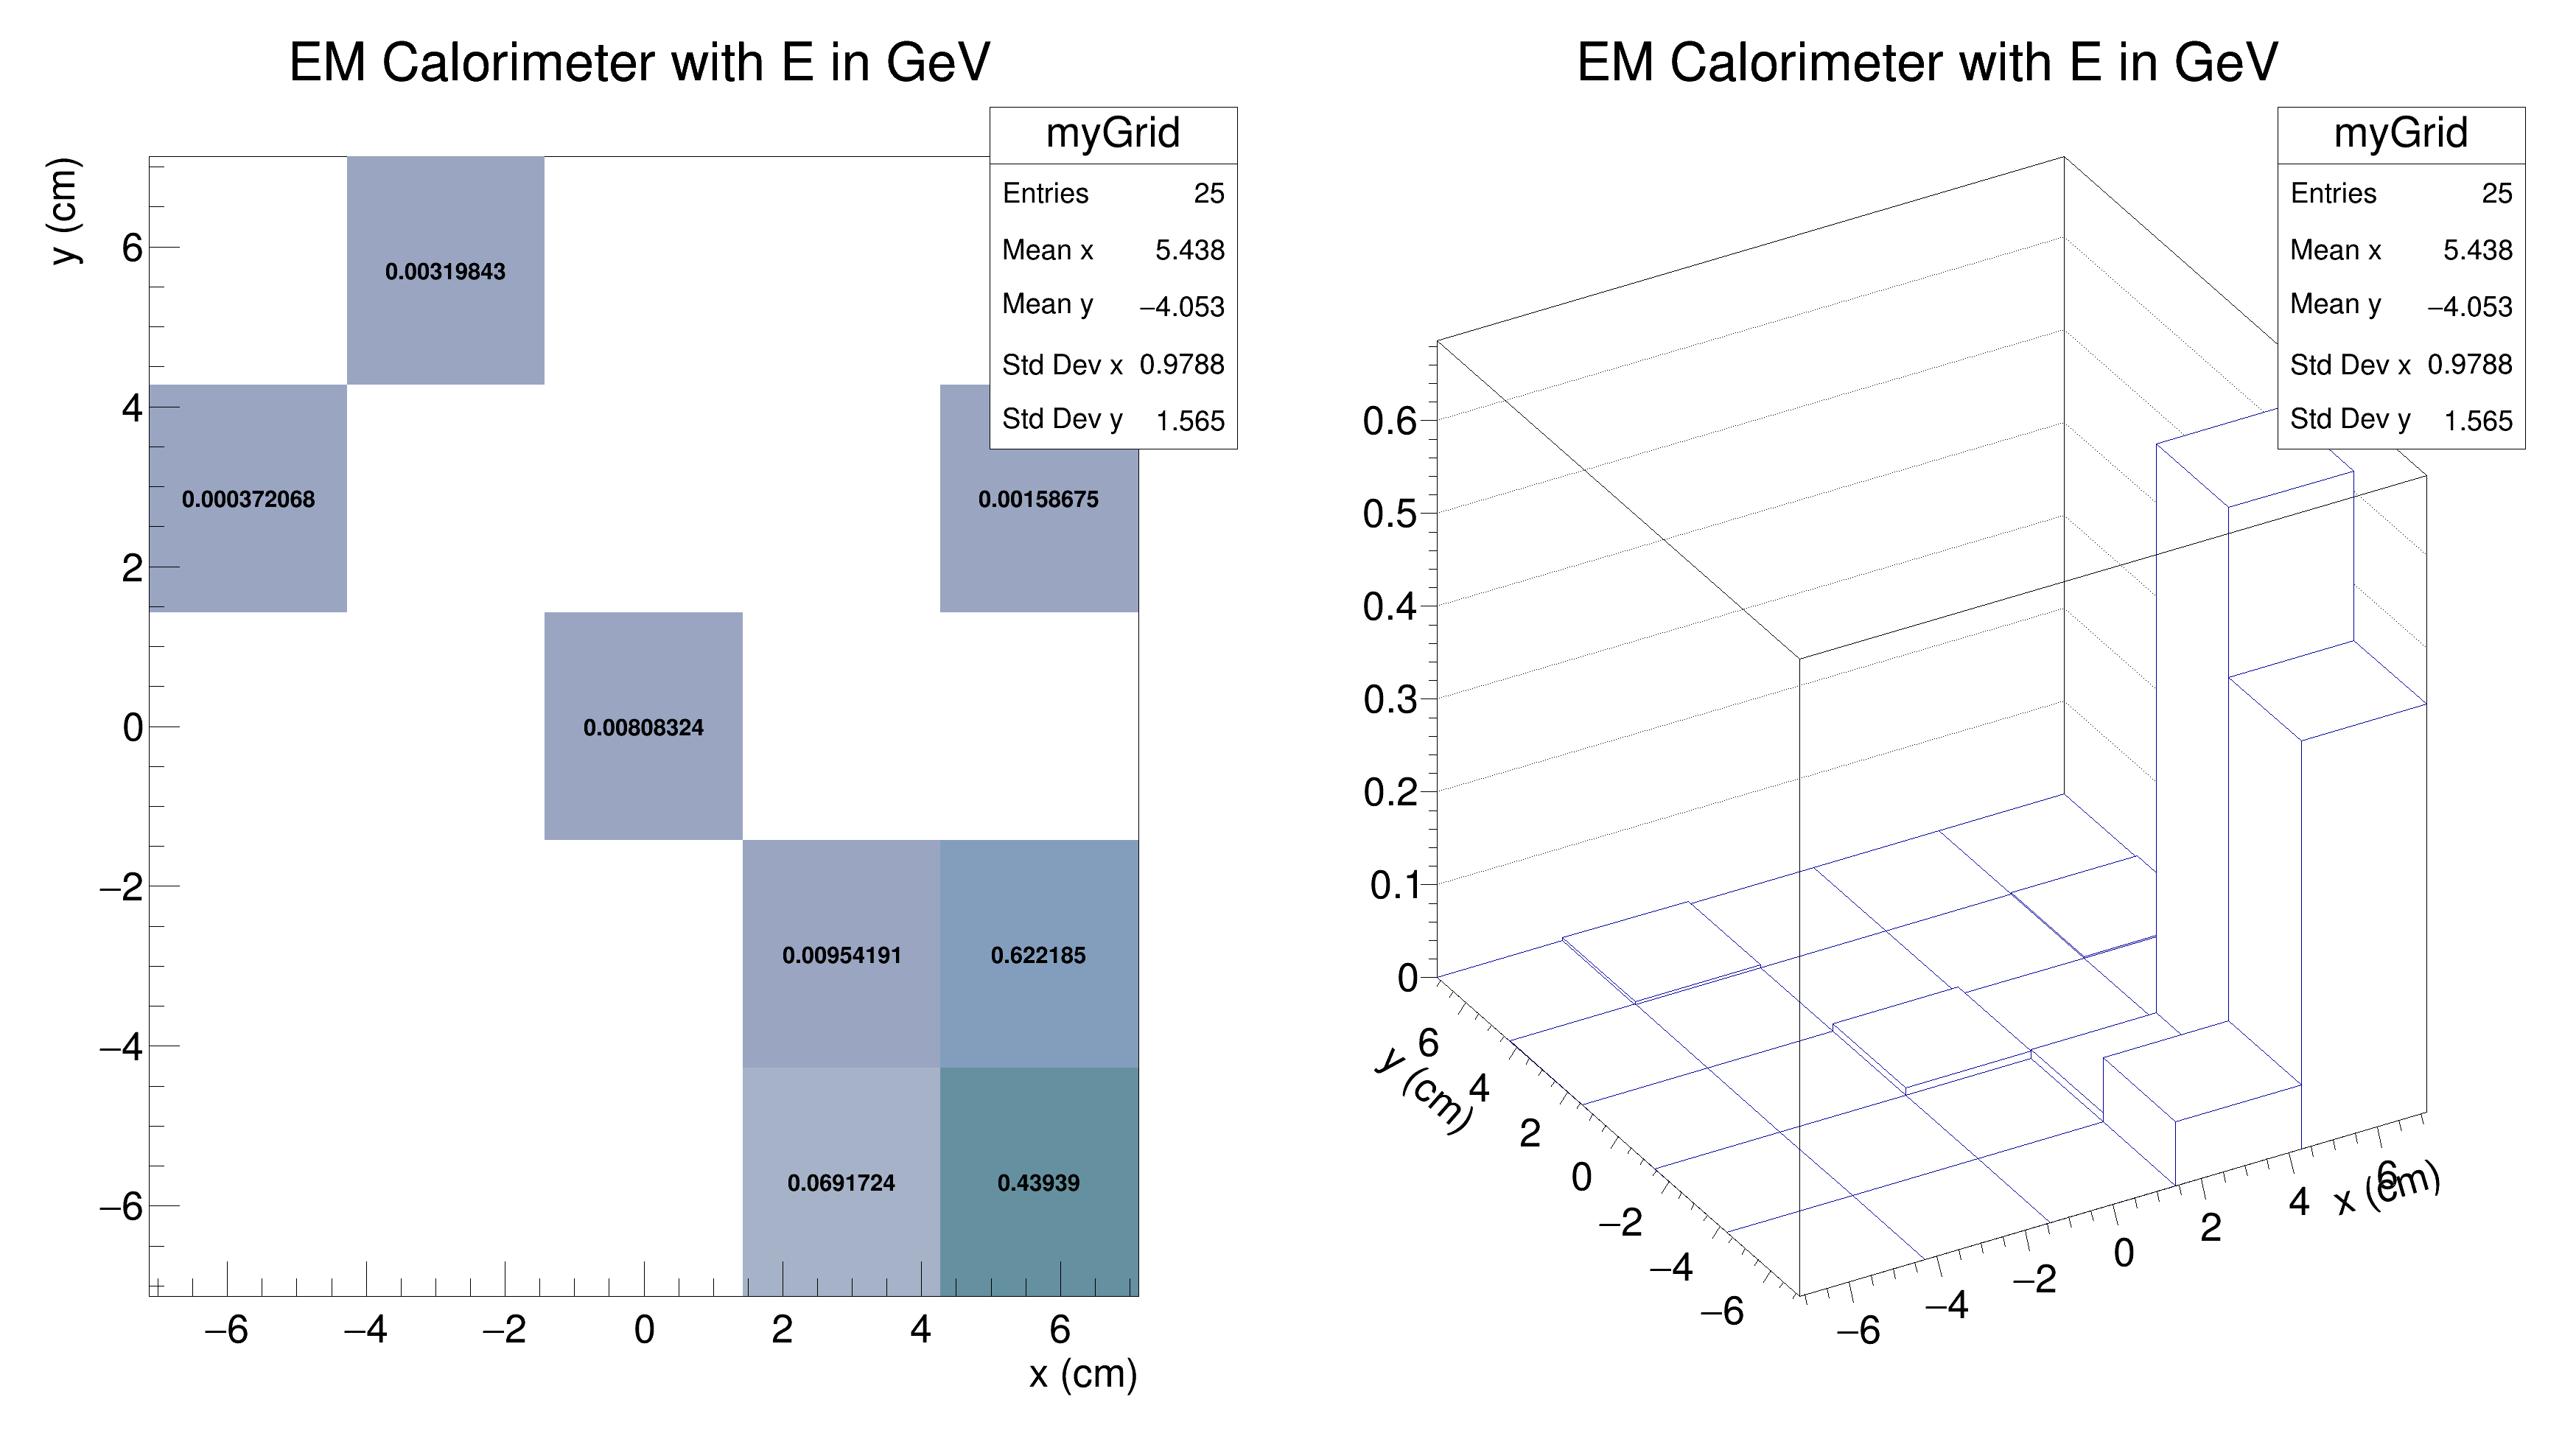 EM Calorimeter with E in GeV
myGrid
Entries 25
Mean x 5.438
Mean y −4.053
Std Dev x 0.9788
Std Dev y 1.565
y (cm)
6
4
2
0
−2
−4
−6
0.00319843
0.000372068
0.00158675
0.00808324
0.00954191
0.622185
0.0691724
0.43939
−6 −4 −2 0 2 4 6
x (cm)
EM Calorimeter with E in GeV
myGrid
Entries 25
Mean x 5.438
Mean y −4.053
Std Dev x 0.9788
Std Dev y 1.565
0.6
0.5
0.4
0.3
0.2
0.1
0
y (cm)
6
4
2
0
−2
−4
−6
−6 −4 −2 0 2 4 6
x (cm)